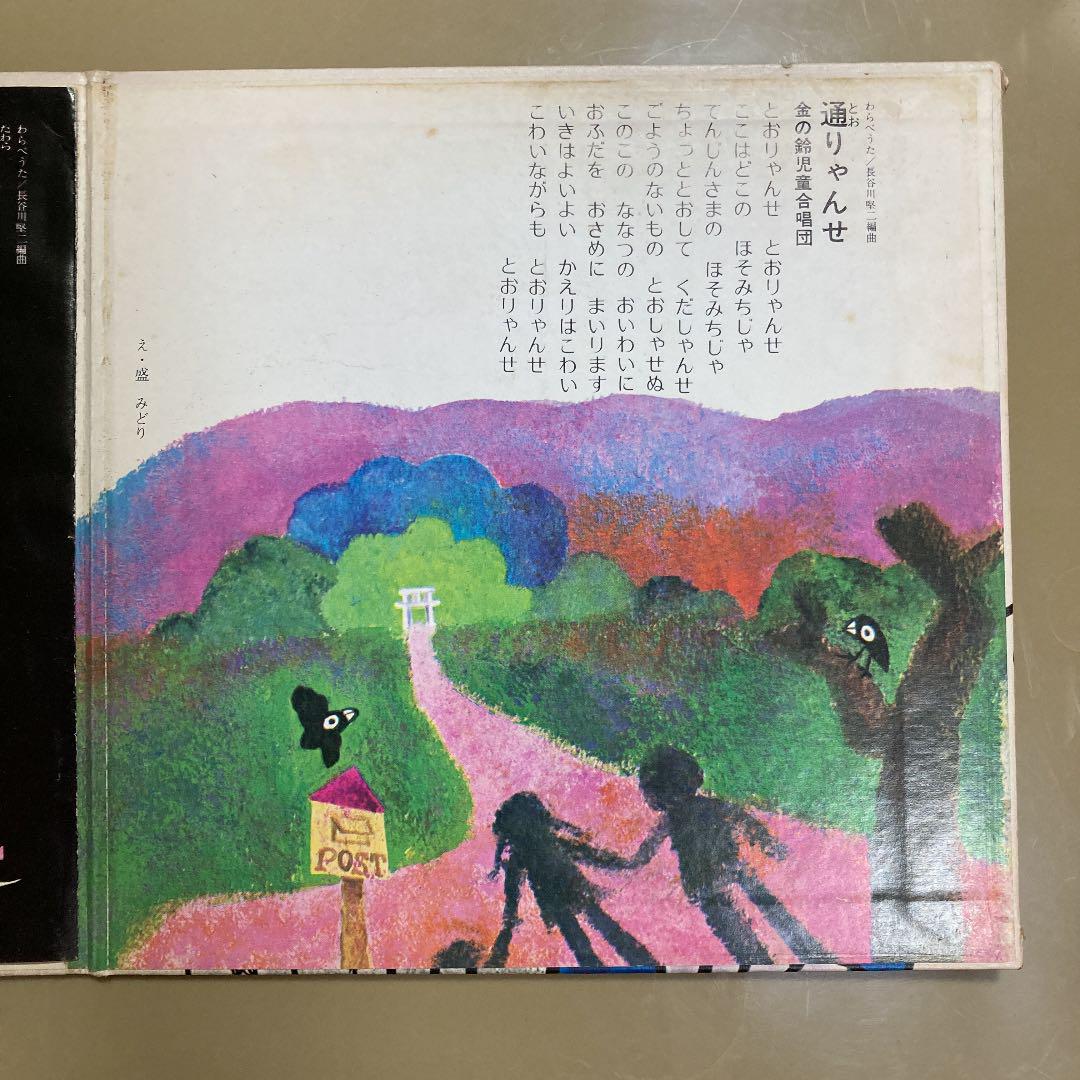 わらべうた／長谷川堅二編曲
とお
通りゃんせ
金の鈴児童合唱団
とおりゃんせ　とおりゃんせ
ここはどこの　ほそみちじゃ
てんじんさまの　ほそみちじゃ
ちょっととおして　くだしゃんせ
ごようのないもの　とおしゃせぬ
このこの　ななつの　おいわいに
おふだを　おさめに　まいります
いきはよいよい　かえりはこわい
こわいながらも　とおりゃんせ
とおりゃんせ
え・盛　みどり
POST
わらべうた／長谷川堅二編曲
たわら